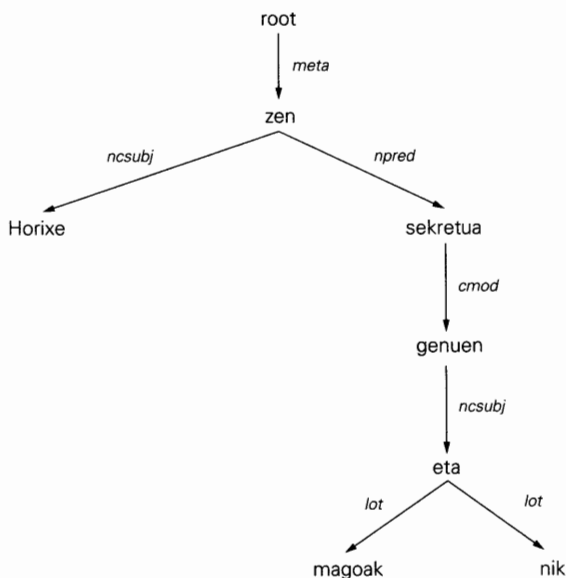 root
meta
zen
ncsubj
npred
Horixe
sekretua
cmod
genuen
ncsubj
eta
lot
lot
magoak
nik